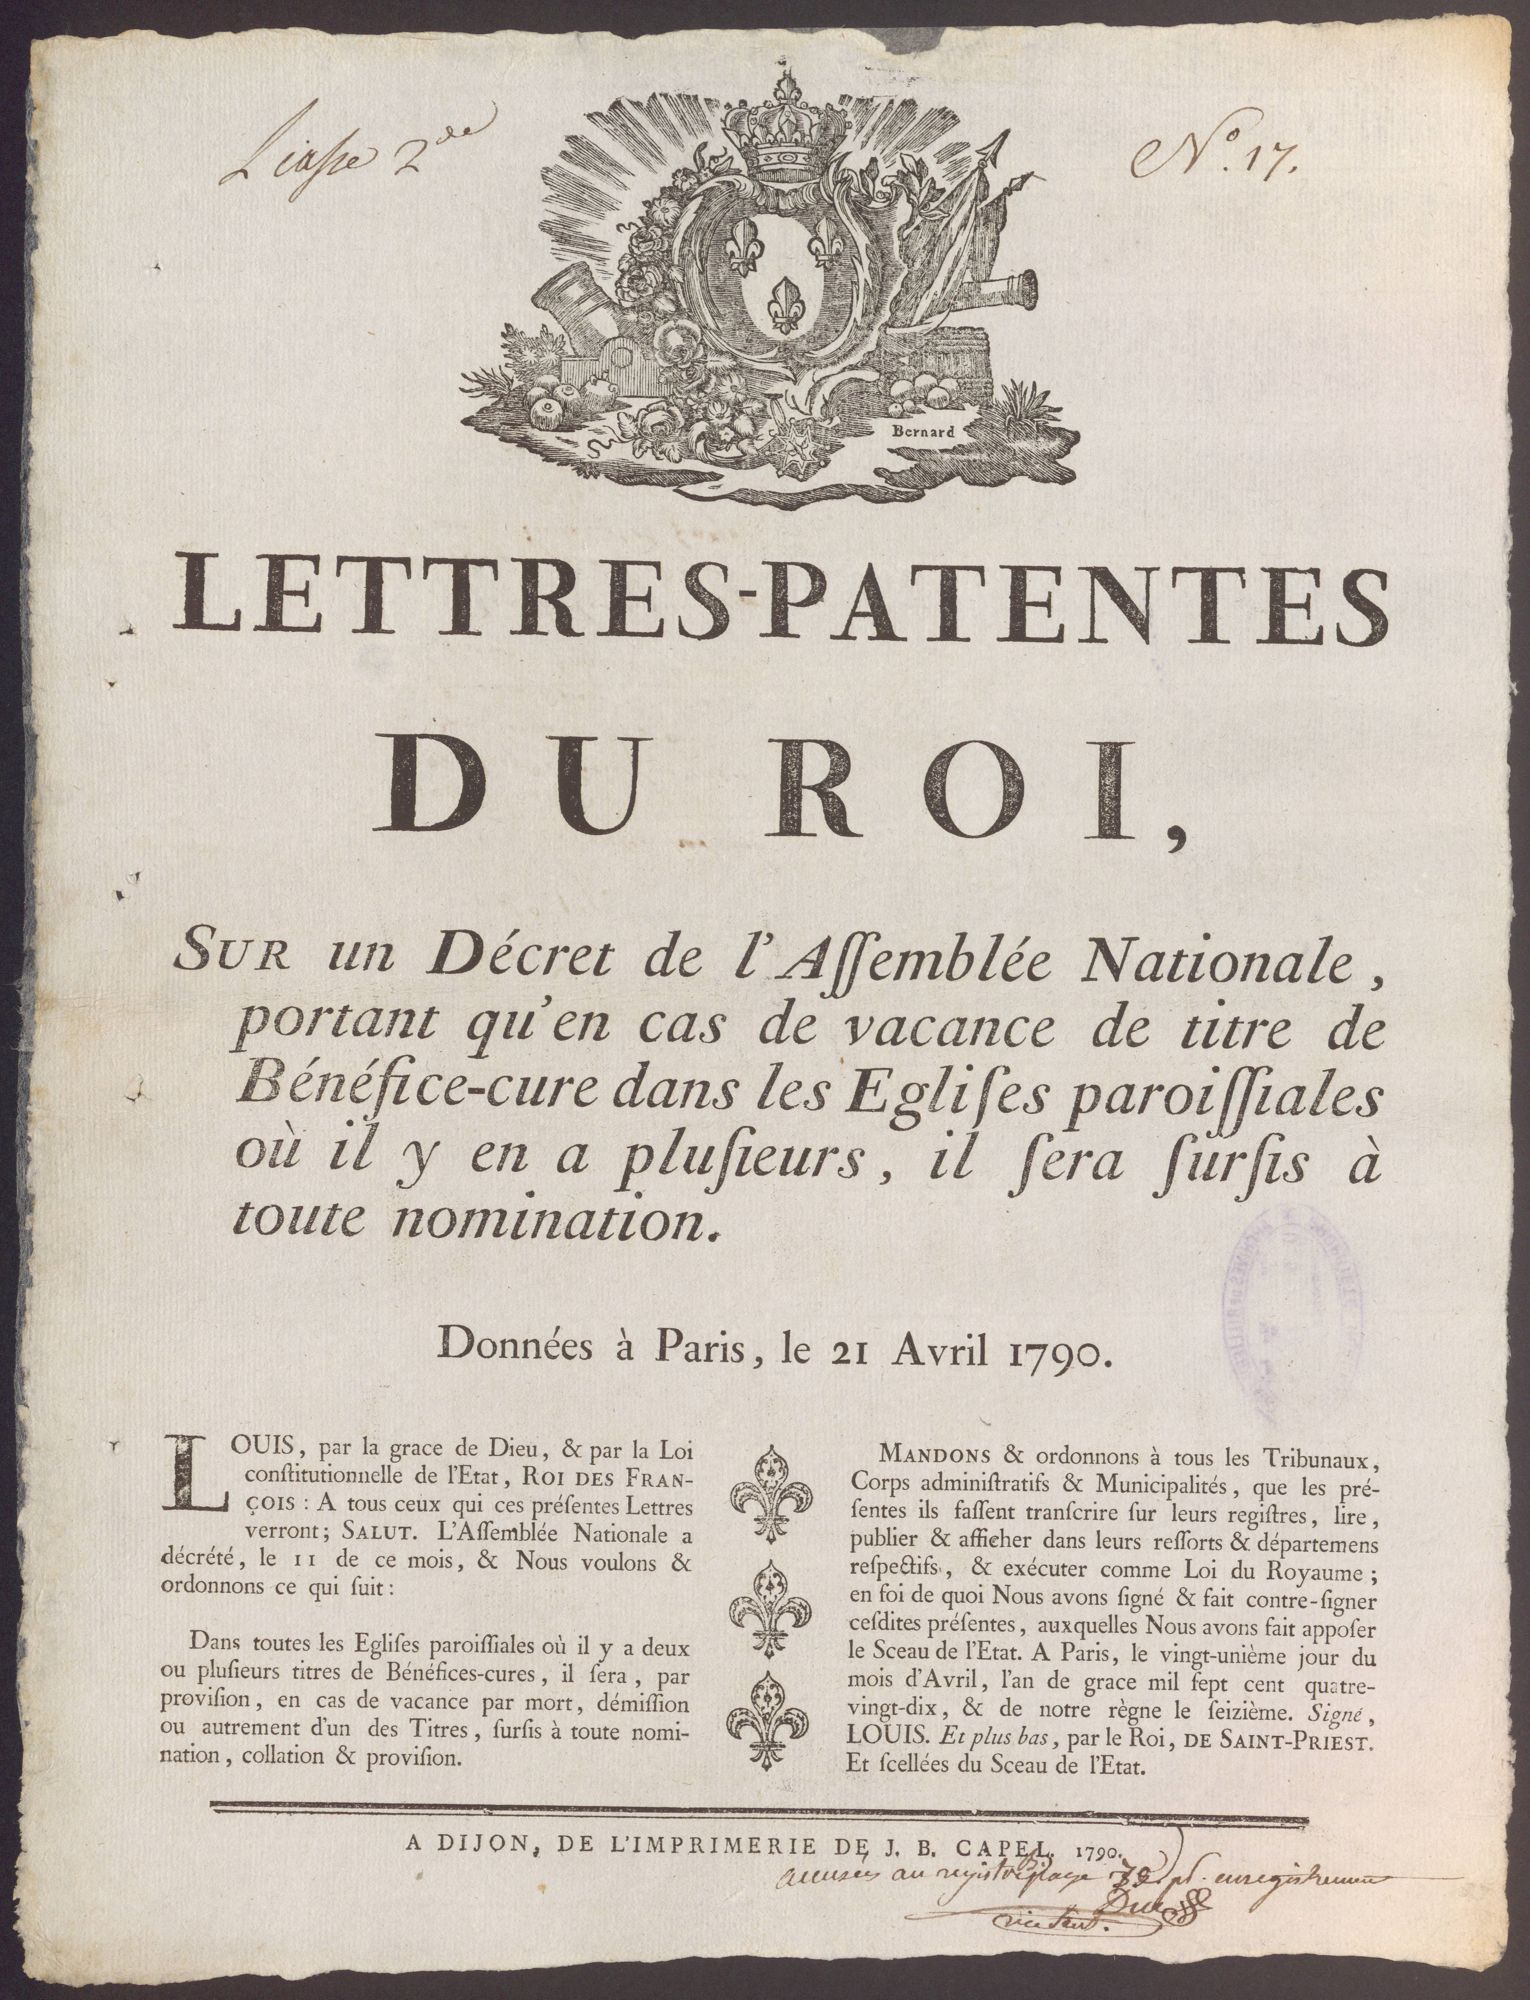 Liasse 2de
N.o 17.
Bernard
LETTRES-PATENTES
DU ROI,
SUR un Décret de l'Aſſemblée Nationale,
portant qu'en cas de vacance de titre de
Bénéfice-cure dans les Egliſes paroiſſiales
où il y en a pluſieurs, il ſera ſurſis à
toute nomination.
Données à Paris, le 21 Avril 1790.
LOUIS, par la grace de Dieu, & par la Loi
conſtitutionnelle de l'Etat, ROI DES FRAN-
ÇOIS : A tous ceux qui ces préſentes Lettres
verront; SALUT. L'Aſſemblée Nationale a
décrété, le 11 de ce mois, & Nous voulons &
ordonnons ce qui ſuit :
Dans toutes les Egliſes paroiſſiales où il y a deux
ou pluſieurs titres de Bénéfices-cures, il ſera, par
proviſion, en cas de vacance par mort, démiſſion
ou autrement d'un des Titres, ſurſis à toute nomi-
nation, collation & proviſion.
MANDONS & ordonnons à tous les Tribunaux,
Corps adminiſtratifs & Municipalités, que les pré-
ſentes ils faſſent tranſcrire ſur leurs regiſtres, lire,
publier & afficher dans leurs reſſorts & départemens
reſpectifs, & exécuter comme Loi du Royaume ;
en foi de quoi Nous avons ſigné & fait contre-ſigner
ceſdites préſentes, auxquelles Nous avons fait appoſer
le Sceau de l'Etat. A Paris, le vingt-unième jour du
mois d'Avril, l'an de grace mil ſept cent quatre-
vingt-dix, & de notre règne le ſeizième. Signé,
LOUIS. Et plus bas, par le Roi, DE SAINT-PRIEST.
Et ſcellées du Sceau de l'Etat.
A DIJON, DE L'IMPRIMERIE DE J. B. CAPEL. 1790.
au registre page enregistrement